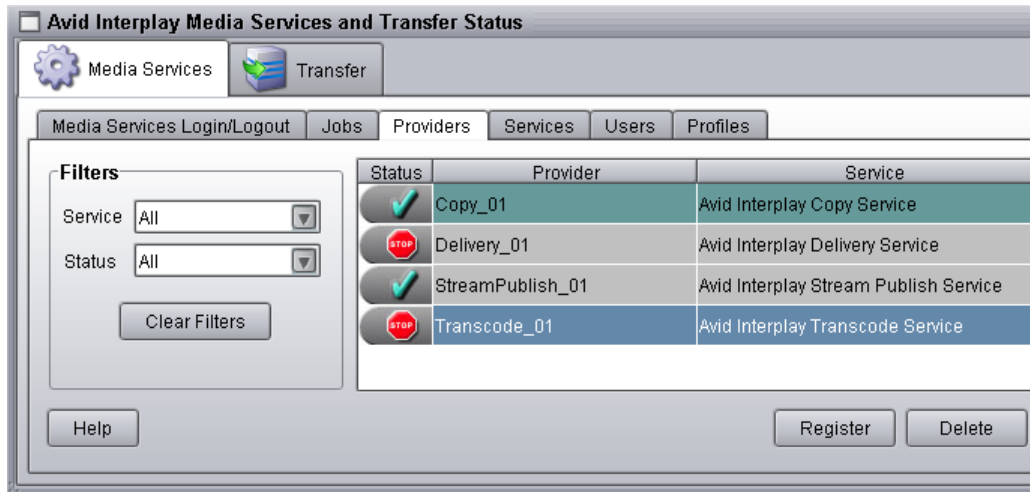 Avid Interplay Media Services and Transfer Status
Media Services Transfer
Media Services Login/Logout Jobs Providers Services Users Profiles
Filters
Service All
Status All
Clear Filters
Status Provider Service
Copy_01 Avid Interplay Copy Service
STOP Delivery_01 Avid Interplay Delivery Service
StreamPublish_01 Avid Interplay Stream Publish Service
STOP Transcode_01 Avid Interplay Transcode Service
Help Register Delete